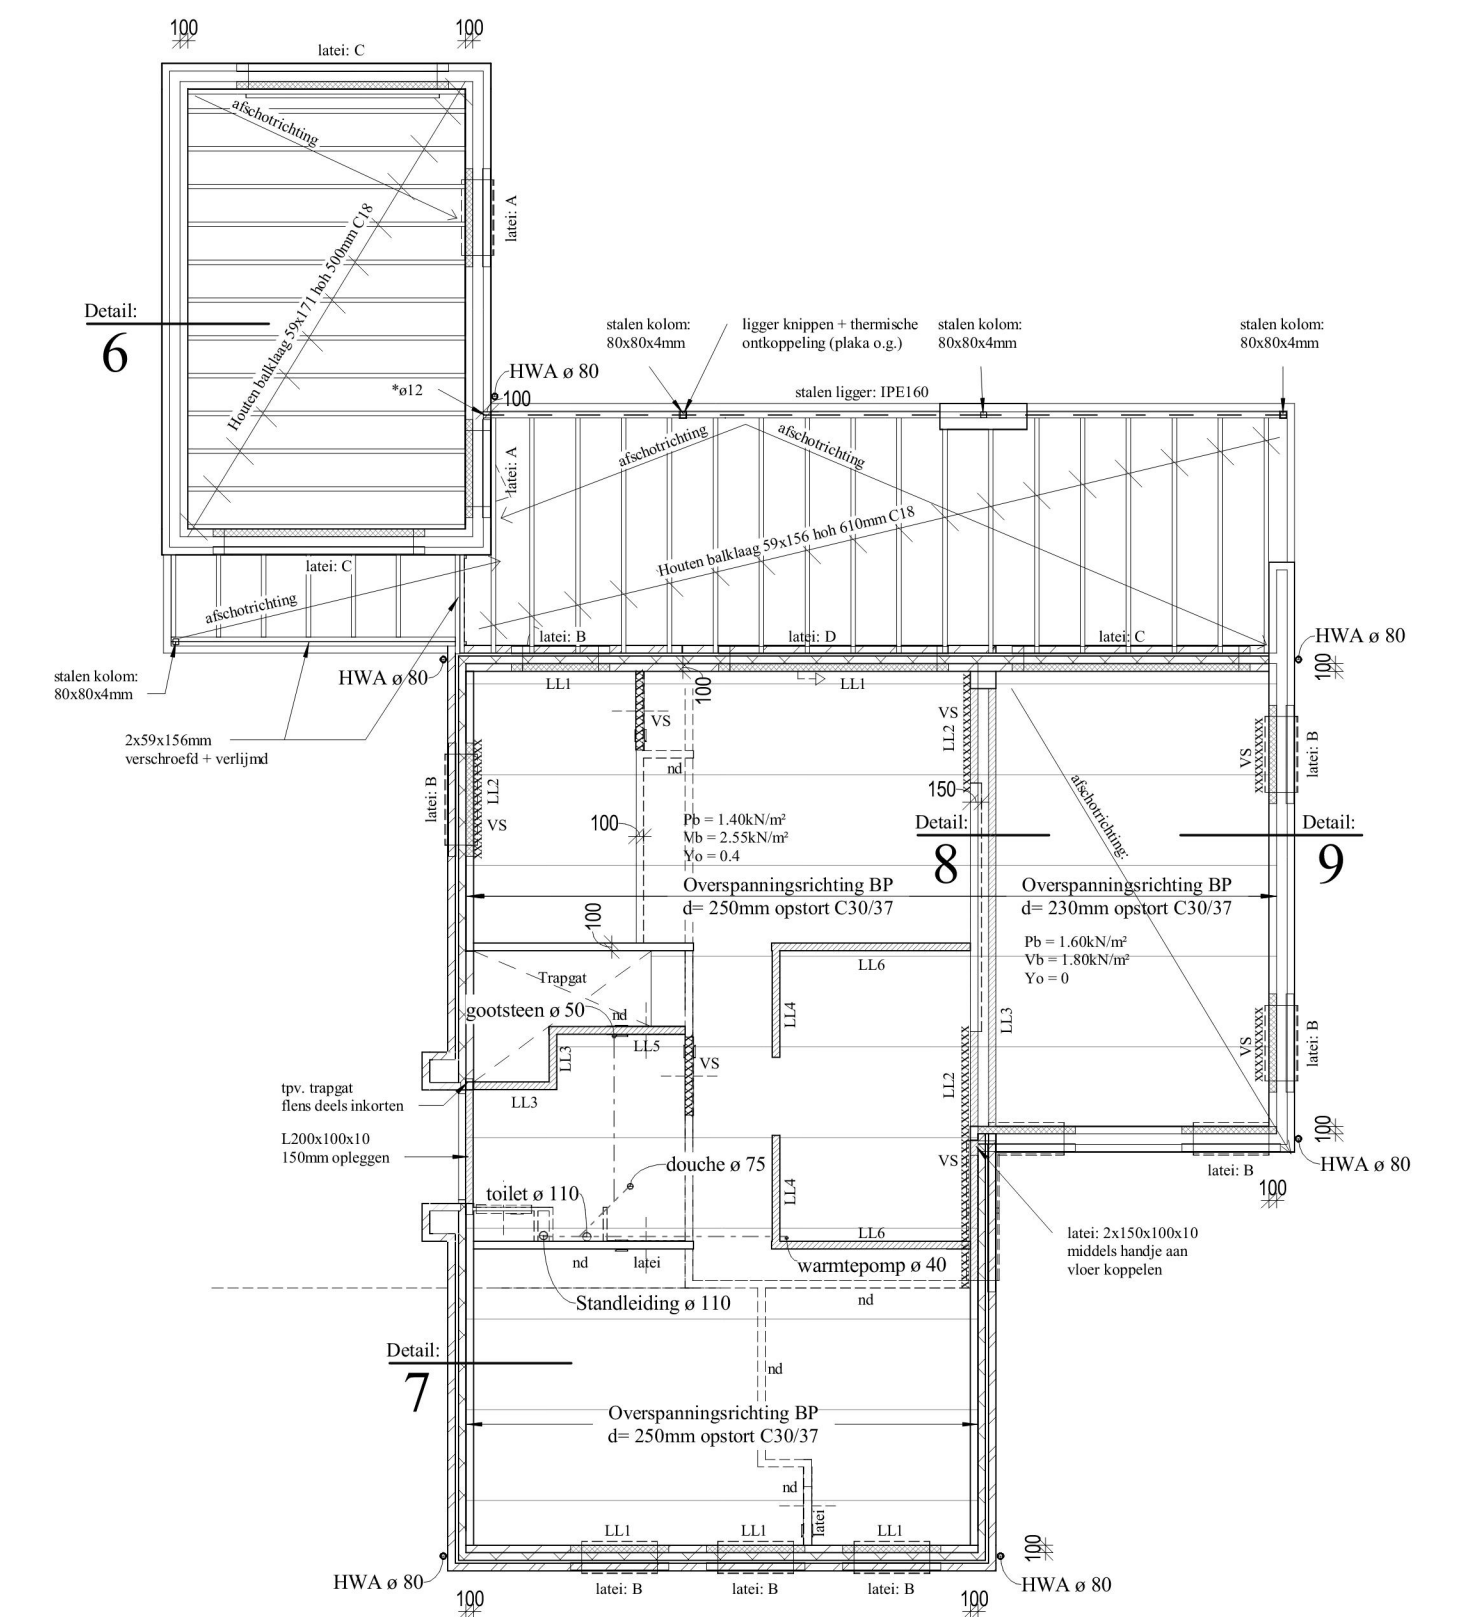 100
100
latei: C
afschotrichting
latei: A
Houten balklaag 59x171 hoh 500mm C18
Detail:
6
stalen kolom:
80x80x4mm
ligger knippen + thermische
ontkoppeling (plaka o.g.)
stalen kolom:
80x80x4mm
stalen kolom:
80x80x4mm
HWA ø 80
*ø12
100
stalen ligger: IPE160
afschotrichting
afschotrichting
latei: A
Houten balklaag 59x156 hoh 610mm C18
latei: C
afschotrichting
latei: B
latei: D
latei: C
HWA ø 80
100
stalen kolom:
80x80x4mm
HWA ø 80
LL1
100
LL1
VS
VS
LL2
2x59x156mm
verschroefd + verlijmd
nd
latei: B
LL2
VS
VS
latei: B
150
afschotrichting:
100
Pb = 1.40kN/m²
Vb = 2.55kN/m²
Yo = 0.4
Detail:
8
Detail:
9
Overspanningsrichting BP
d= 250mm opstort C30/37
Overspanningsrichting BP
d= 230mm opstort C30/37
100
Pb = 1.60kN/m²
Vb = 1.80kN/m²
Yo = 0
LL6
Trapgat
gootsteen ø 50
nd
LL4
LL3
LL5
LL3
VS
LL2
VS
latei: B
tpv. trapgat
flens deels inkorten
LL3
L200x100x10
150mm opleggen
100
VS
douche ø 75
HWA ø 80
latei: B
toilet ø 110
LL4
100
LL6
latei: 2x150x100x10
middels handje aan
vloer koppelen
nd
latei
warmtepomp ø 40
Standleiding ø 110
nd
Detail:
7
nd
Overspanningsrichting BP
d= 250mm opstort C30/37
nd
latei
LL1
LL1
LL1
100
HWA ø 80
latei: B
latei: B
latei: B
HWA ø 80
100
100